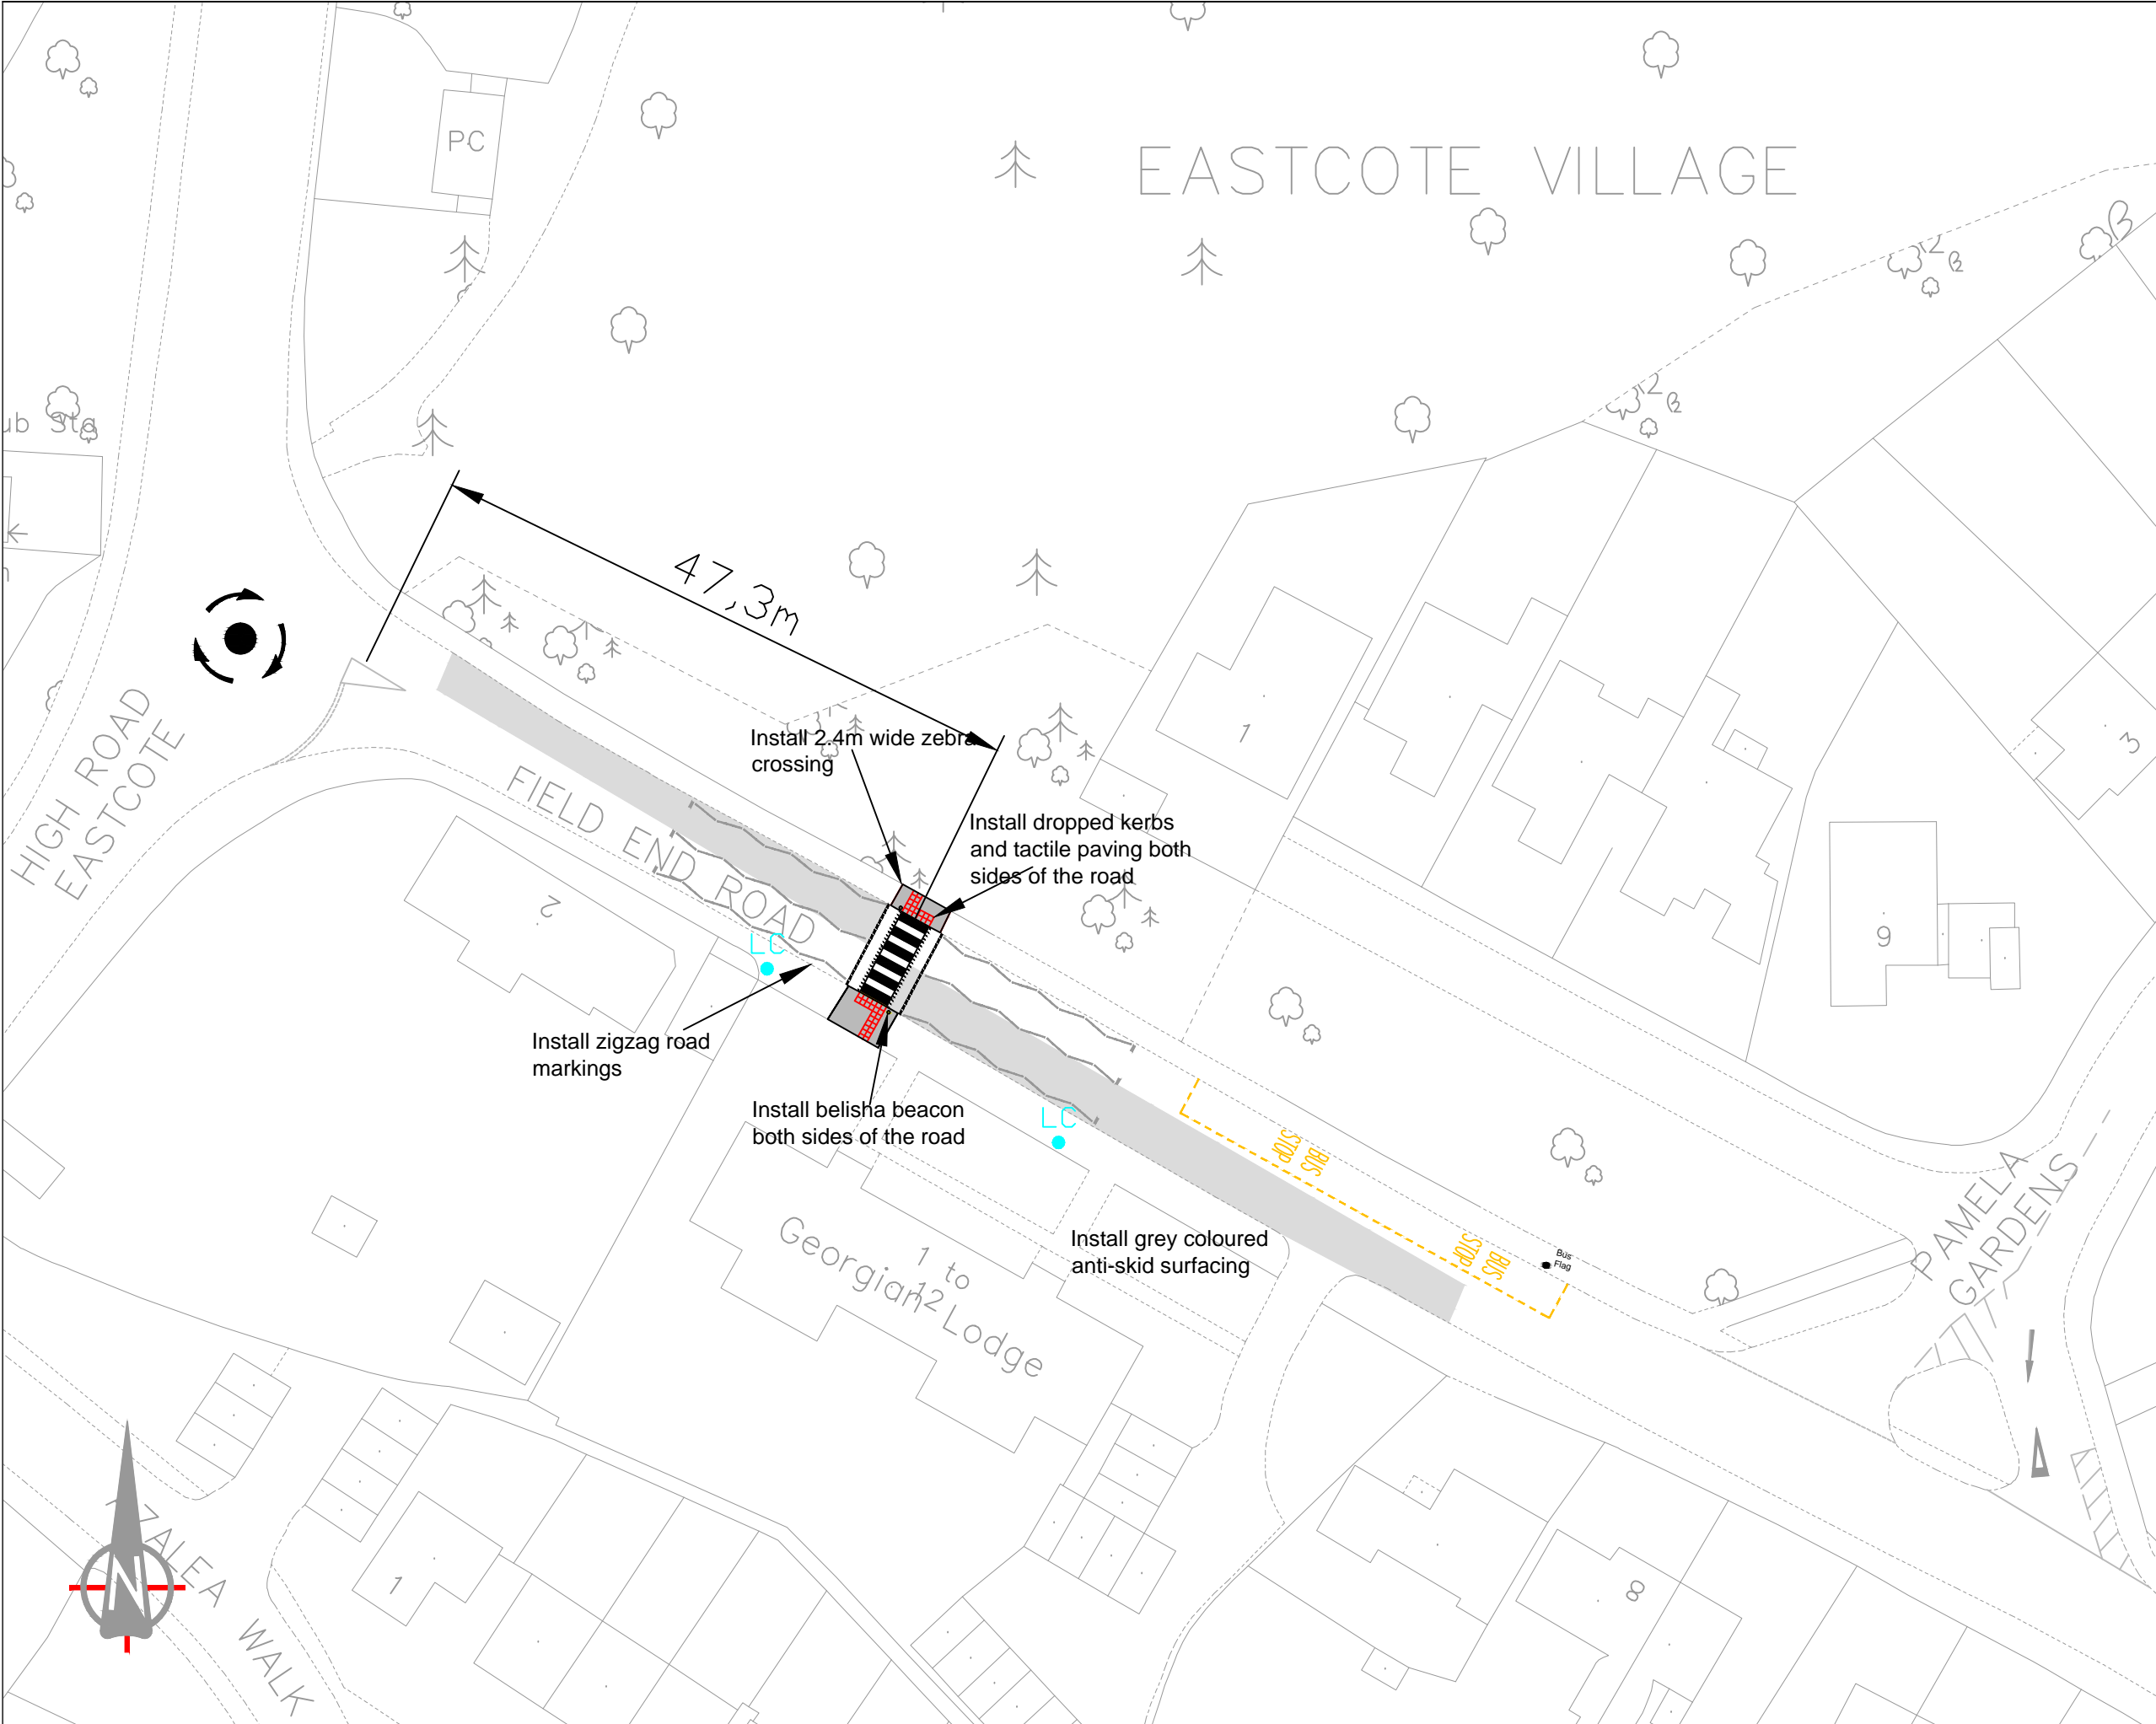 PC
EASTCOTE VILLAGE
ub Sta
47,3m
HIGH ROAD
EASTCOTE
FIELD END ROAD
Install 2.4m wide zebra
crossing
Install dropped kerbs
and tactile paving both
sides of the road
1
3
9
2
LC
Install zigzag road
markings
Install belisha beacon
both sides of the road
LC
BUS
STOP
BUS
STOP
Bus
Flag
Install grey coloured
anti-skid surfacing
1 to 12
Georgian Lodge
PAMELA
GARDENS
WALK
1
8
N